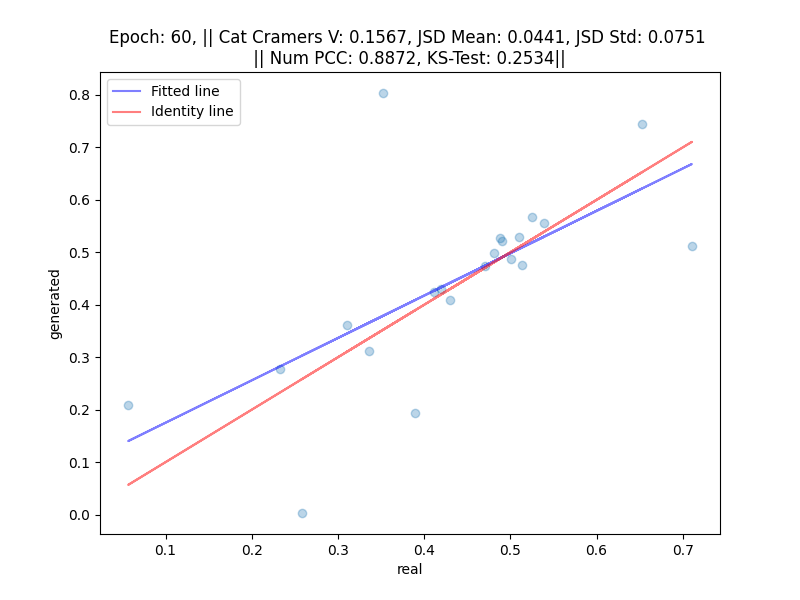 Epoch: 60, || Cat Cramers V: 0.1567, JSD Mean: 0.0441, JSD Std: 0.0751
|| Num PCC: 0.8872, KS-Test: 0.2534||
Fitted line
Identity line
0.8
0.7
0.6
0.5
0.4
0.3
0.2
0.1
0.0
generated
0.1 0.2 0.3 0.4 0.5 0.6 0.7
real